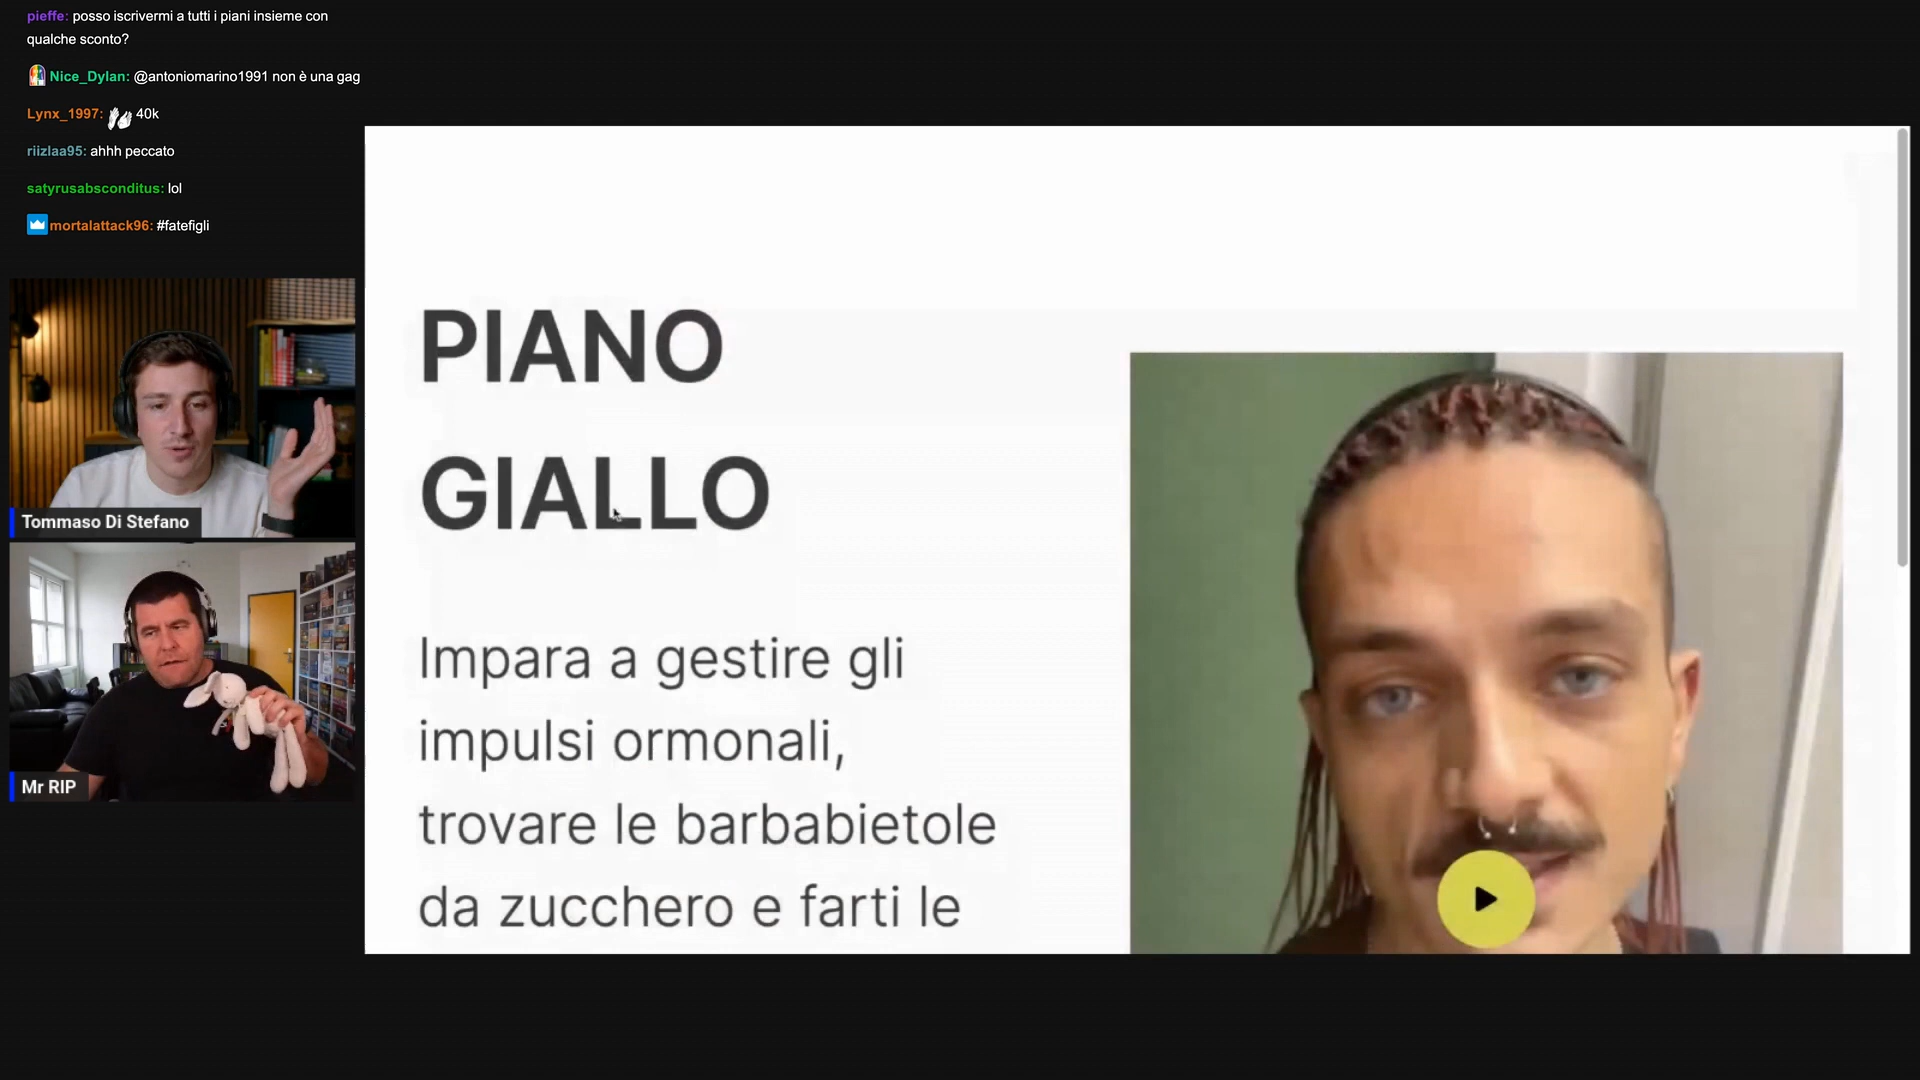 pieffe: posso iscrivermi a tutti i piani insieme con
qualche sconto?
Nice_Dylan: @antoniomarino1991 non è una gag
Lynx_1997: 40k
riizlaa95: ahhh peccato
satyrusabsconditus: lol
mortalattack96: #fatefigli
Tommaso Di Stefano
Mr RIP
PIANO
GIALLO
Impara a gestire gli
impulsi ormonali,
trovare le barbabietole
da zucchero e farti le